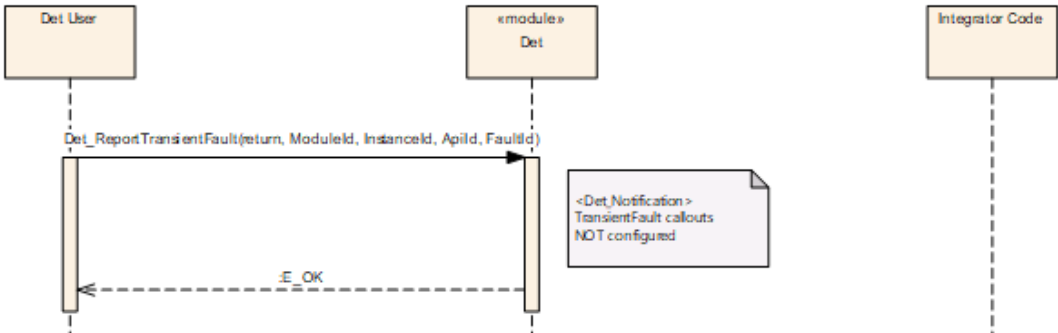 Det User
«module»
Det
Integrator Code
Det_ReportTransientFault(return, ModuleId, InstanceId, ApiId, FaultId)
<Det_Notification>
TransientFault callouts
NOT configured
:E_OK